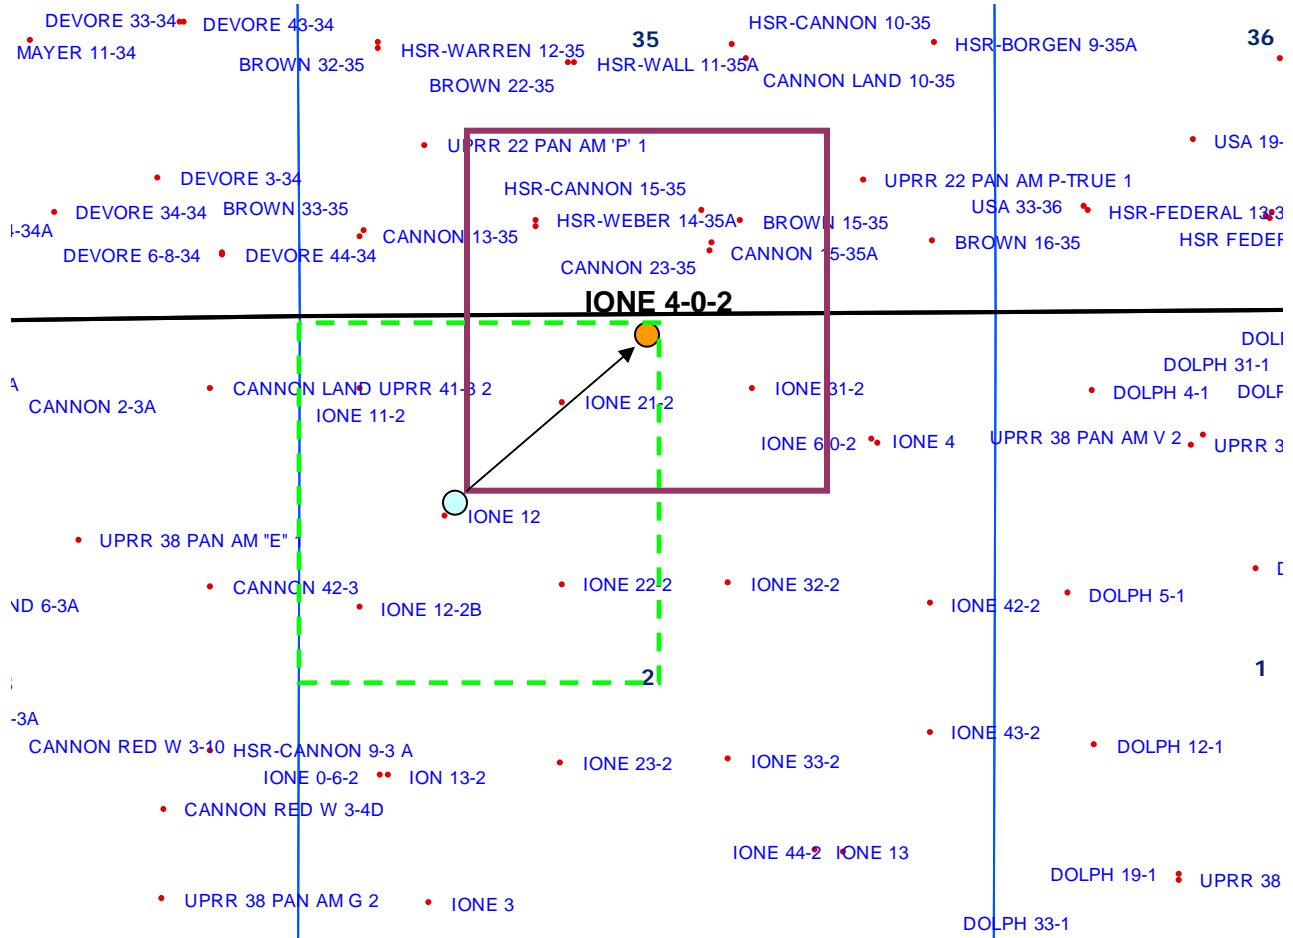 DEVORE 33-34
DEVORE 43-34
HSR-CANNON 10-35
MAYER 11-34
HSR-WARREN 12-35
35
HSR-BORGEN 9-35A
36
BROWN 32-35
HSR-WALL 11-35A
BROWN 22-35
CANNON LAND 10-35
UPRR 22 PAN AM 'P' 1
USA 19-
DEVORE 3-34
HSR-CANNON 15-35
UPRR 22 PAN AM P-TRUE 1
DEVORE 34-34
BROWN 33-35
USA 33-36
HSR-FEDERAL 13-3
4-34A
HSR-WEBER 14-35A
BROWN 15-35
CANNON 13-35
BROWN 16-35
HSR FEDER
DEVORE 6-8-34
DEVORE 44-34
CANNON 15-35A
CANNON 23-35
IONE 4-0-2
DOLI
DOLPH 31-1
A
CANNON LAND UPRR 41-3 2
IONE 31-2
DOLPH 4-1
DOLP
CANNON 2-3A
IONE 11-2
IONE 21-2
IONE 6-0-2
IONE 4
UPRR 38 PAN AM V 2
UPRR 3
IONE 12
UPRR 38 PAN AM "E" 1
CANNON 42-3
IONE 22-2
IONE 32-2
D
ND 6-3A
IONE 12-2B
IONE 42-2
DOLPH 5-1
2
1
-3A
CANNON RED W 3-10
HSR-CANNON 9-3 A
IONE 43-2
DOLPH 12-1
IONE 0-6-2
ION 13-2
IONE 23-2
IONE 33-2
CANNON RED W 3-4D
IONE 44-2
IONE 13
DOLPH 19-1
UPRR 38
UPRR 38 PAN AM G 2
IONE 3
DOLPH 33-1